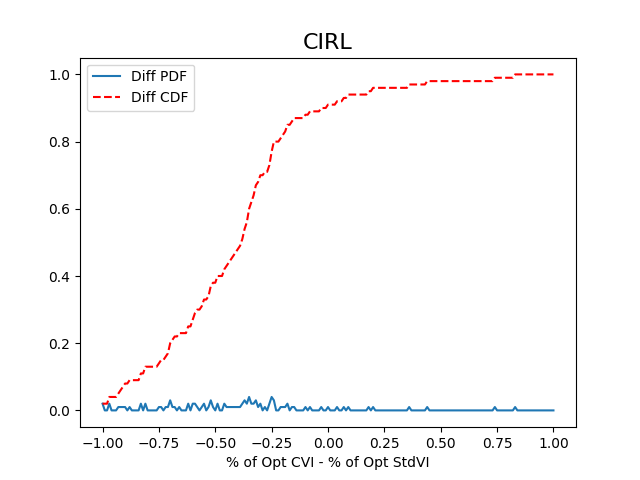 CIRL
Diff PDF
Diff CDF
1.0
0.8
0.6
0.4
0.2
0.0
−1.00 −0.75 −0.50 −0.25 0.00 0.25 0.50 0.75 1.00
% of Opt CVI - % of Opt StdVI